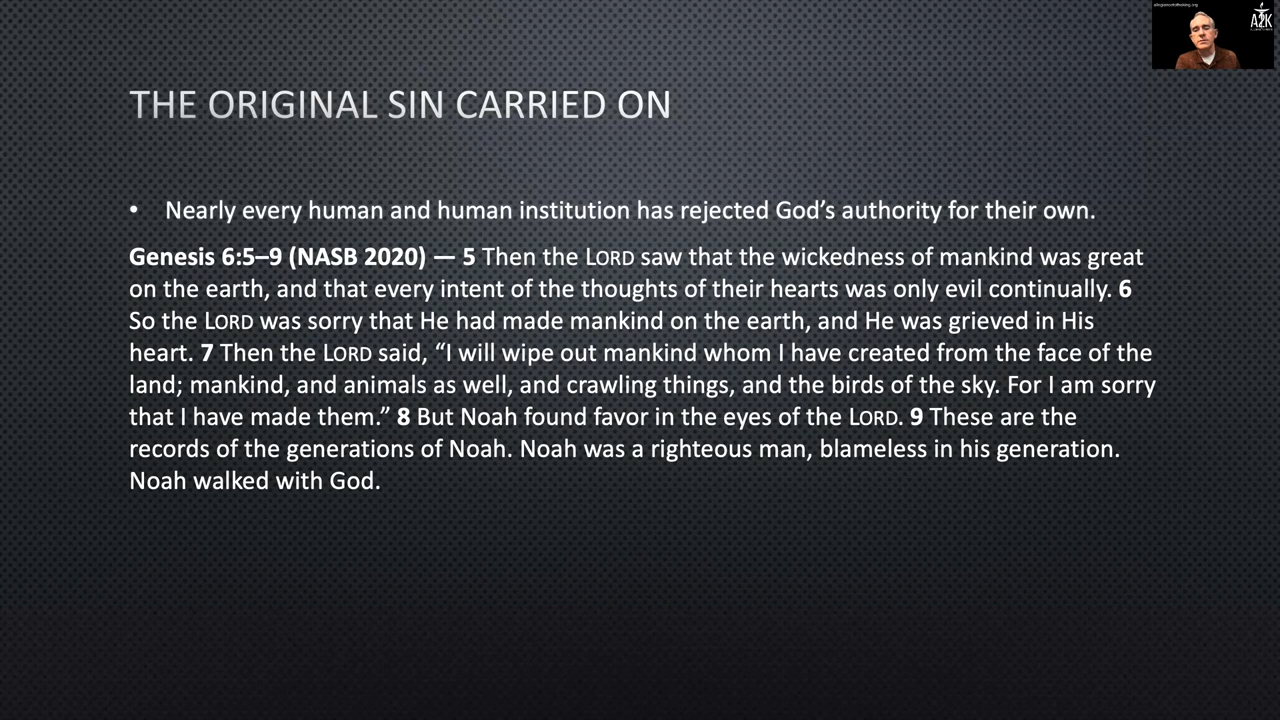 allegiancetotheking.org
A2K
THE ORIGINAL SIN CARRIED ON
• Nearly every human and human institution has rejected God’s authority for their own.
Genesis 6:5–9 (NASB 2020) — 5 Then the LORD saw that the wickedness of mankind was great
on the earth, and that every intent of the thoughts of their hearts was only evil continually. 6
So the LORD was sorry that He had made mankind on the earth, and He was grieved in His
heart. 7 Then the LORD said, “I will wipe out mankind whom I have created from the face of the
land; mankind, and animals as well, and crawling things, and the birds of the sky. For I am sorry
that I have made them.” 8 But Noah found favor in the eyes of the LORD. 9 These are the
records of the generations of Noah. Noah was a righteous man, blameless in his generation.
Noah walked with God.